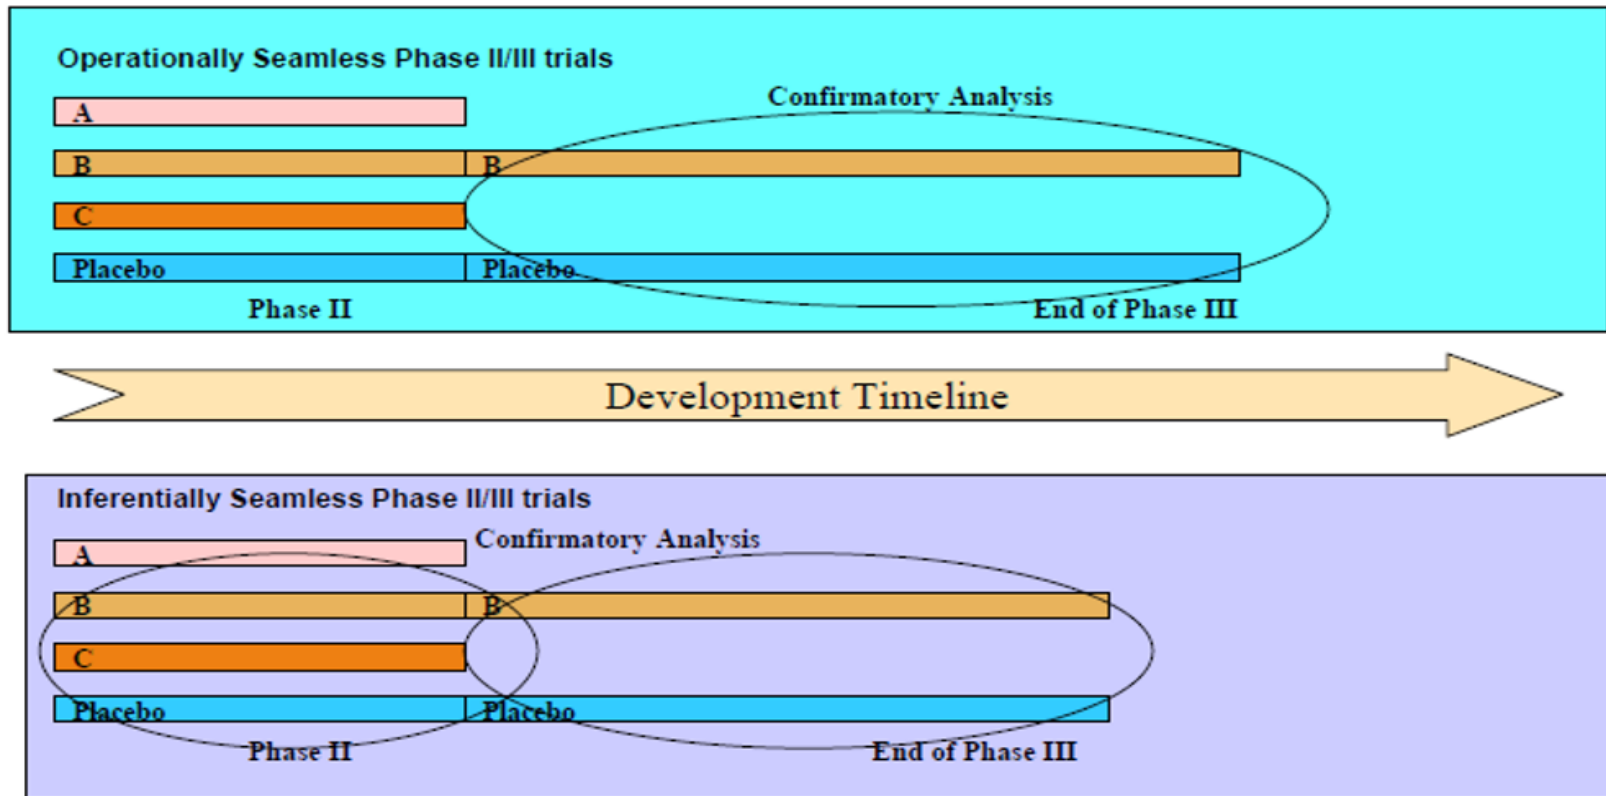 Operationally Seamless Phase II/III trials
Confirmatory Analysis
A
B B
C
Placebo Placebo
Phase II End of Phase III
Development Timeline
Inferentially Seamless Phase II/III trials
Confirmatory Analysis
A
B B
C
Placebo Placebo
Phase II End of Phase III